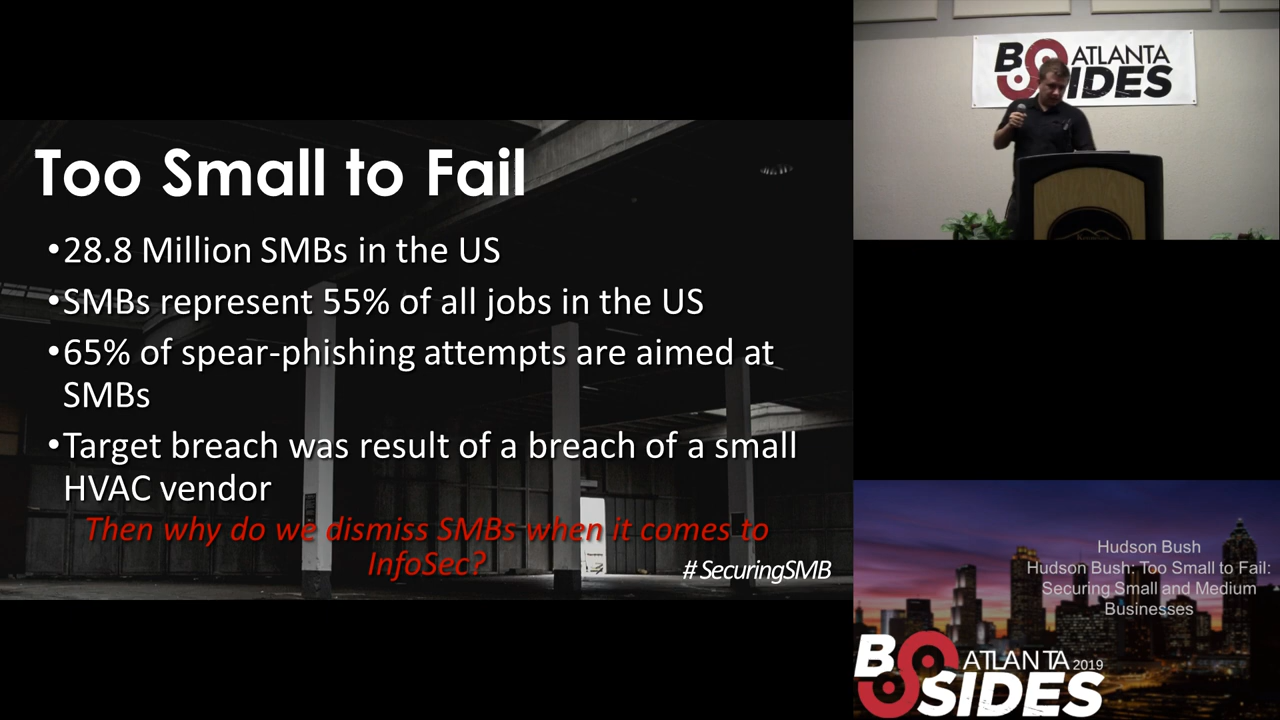 Too Small to Fail
•28.8 Million SMBs in the US
•SMBs represent 55% of all jobs in the US
•65% of spear-phishing attempts are aimed at
SMBs
•Target breach was result of a breach of a small
HVAC vendor
Then why do we dismiss SMBs when it comes to
InfoSec?
#SecuringSMB
BSIDES ATLANTA
Hudson Bush
Hudson Bush: Too Small to Fail:
Securing Small and Medium
Businesses
BSIDES ATLANTA 2019